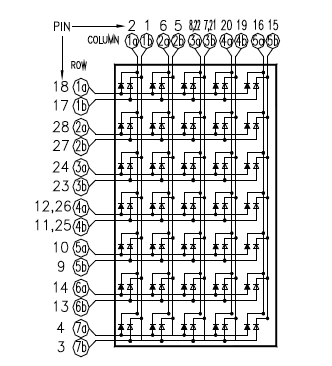 PIN 2 1 6 5 8,22 7,21 20 19 16 15
COLUMN 1a 1b 2a 2b 3a 3b 4a 4b 5a 5b
ROW
18 1a
17 1b
28 2a
27 2b
24 3a
23 3b
12,26 4a
11,25 4b
10 5a
9 5b
14 6a
13 6b
4 7a
3 7b